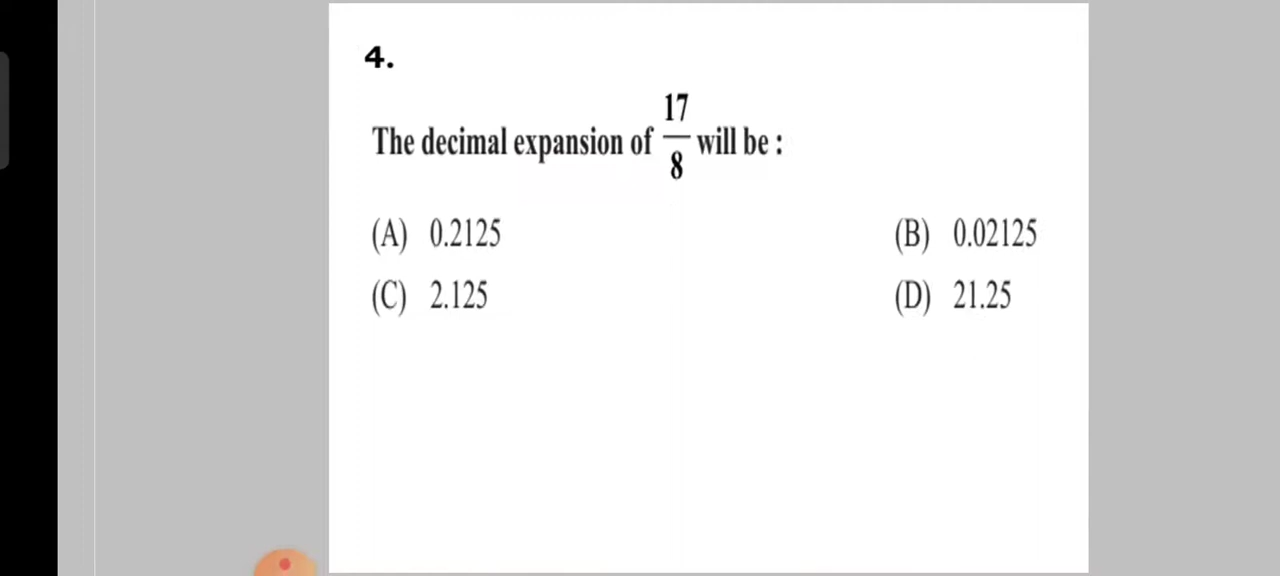 4.
The decimal expansion of 17/8 will be :
(A) 0.2125 (B) 0.02125
(C) 2.125 (D) 21.25